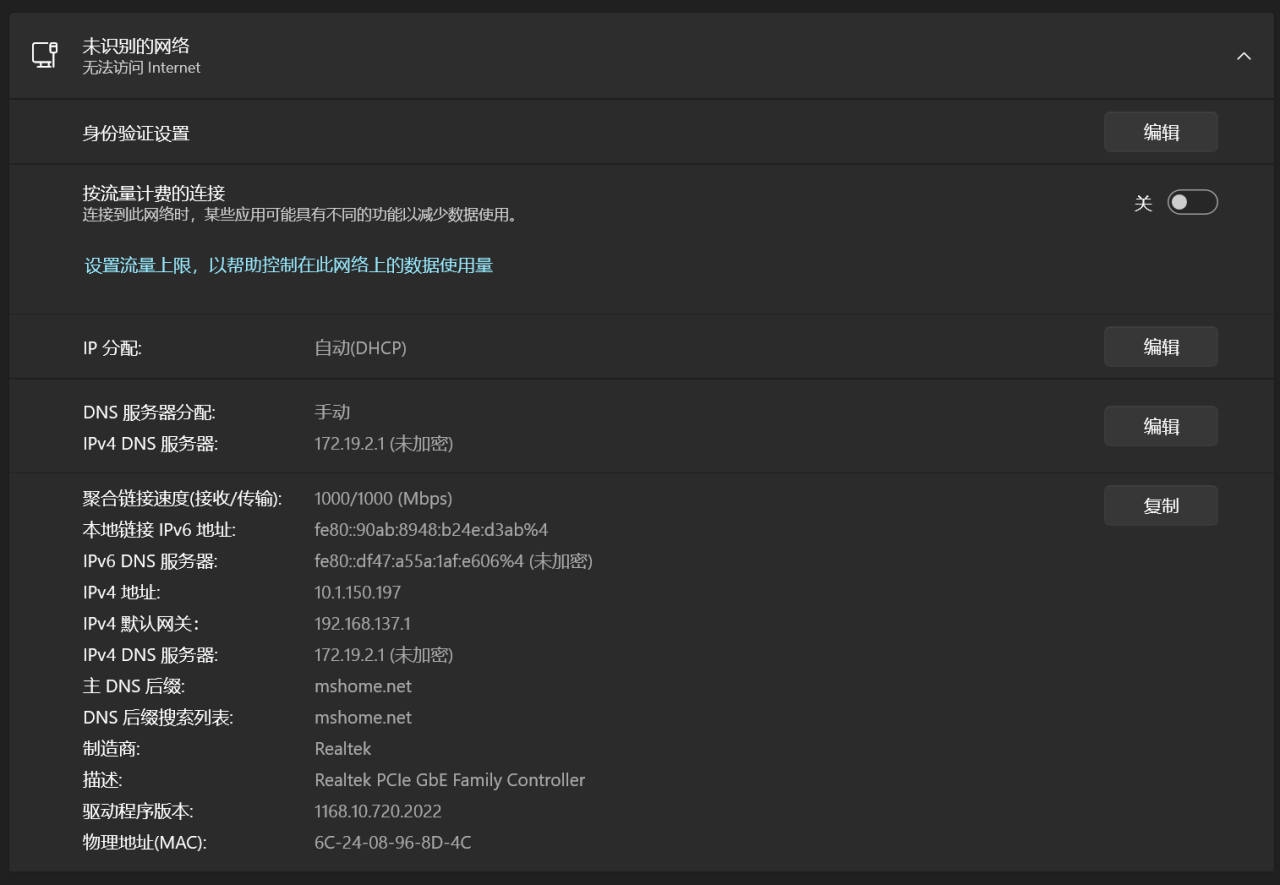 未识别的网络
无法访问 Internet
身份验证设置
编辑
按流量计费的连接
连接到此网络时，某些应用可能具有不同的功能以减少数据使用。
关
设置流量上限，以帮助控制在此网络上的数据使用量
IP 分配: 自动(DHCP)
编辑
DNS 服务器分配: 手动
IPv4 DNS 服务器: 172.19.2.1 (未加密)
编辑
聚合链接速度(接收/传输): 1000/1000 (Mbps)
复制
本地链接 IPv6 地址: fe80::90ab:8948:b24e:d3ab%4
IPv6 DNS 服务器: fe80::df47:a55a:1af:e606%4 (未加密)
IPv4 地址: 10.1.150.197
IPv4 默认网关: 192.168.137.1
IPv4 DNS 服务器: 172.19.2.1 (未加密)
主 DNS 后缀: mshome.net
DNS 后缀搜索列表: mshome.net
制造商: Realtek
描述: Realtek PCIe GbE Family Controller
驱动程序版本: 1168.10.720.2022
物理地址(MAC): 6C-24-08-96-8D-4C